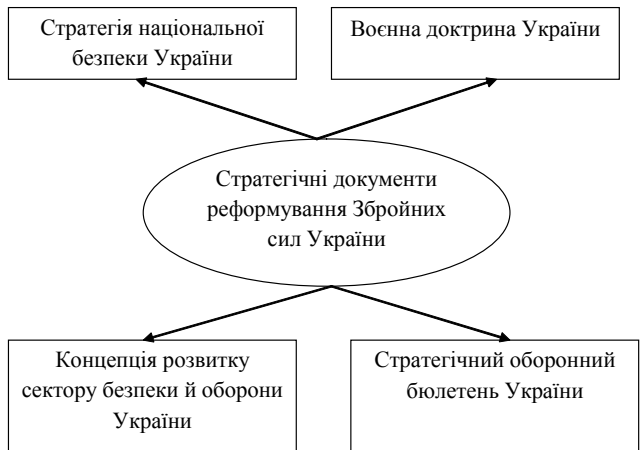 Стратегія національної
безпеки України
Воєнна доктрина України
Стратегічні документи
реформування Збройних
сил України
Концепція розвитку
сектору безпеки й оборони
України
Стратегічний оборонний
бюлетень України